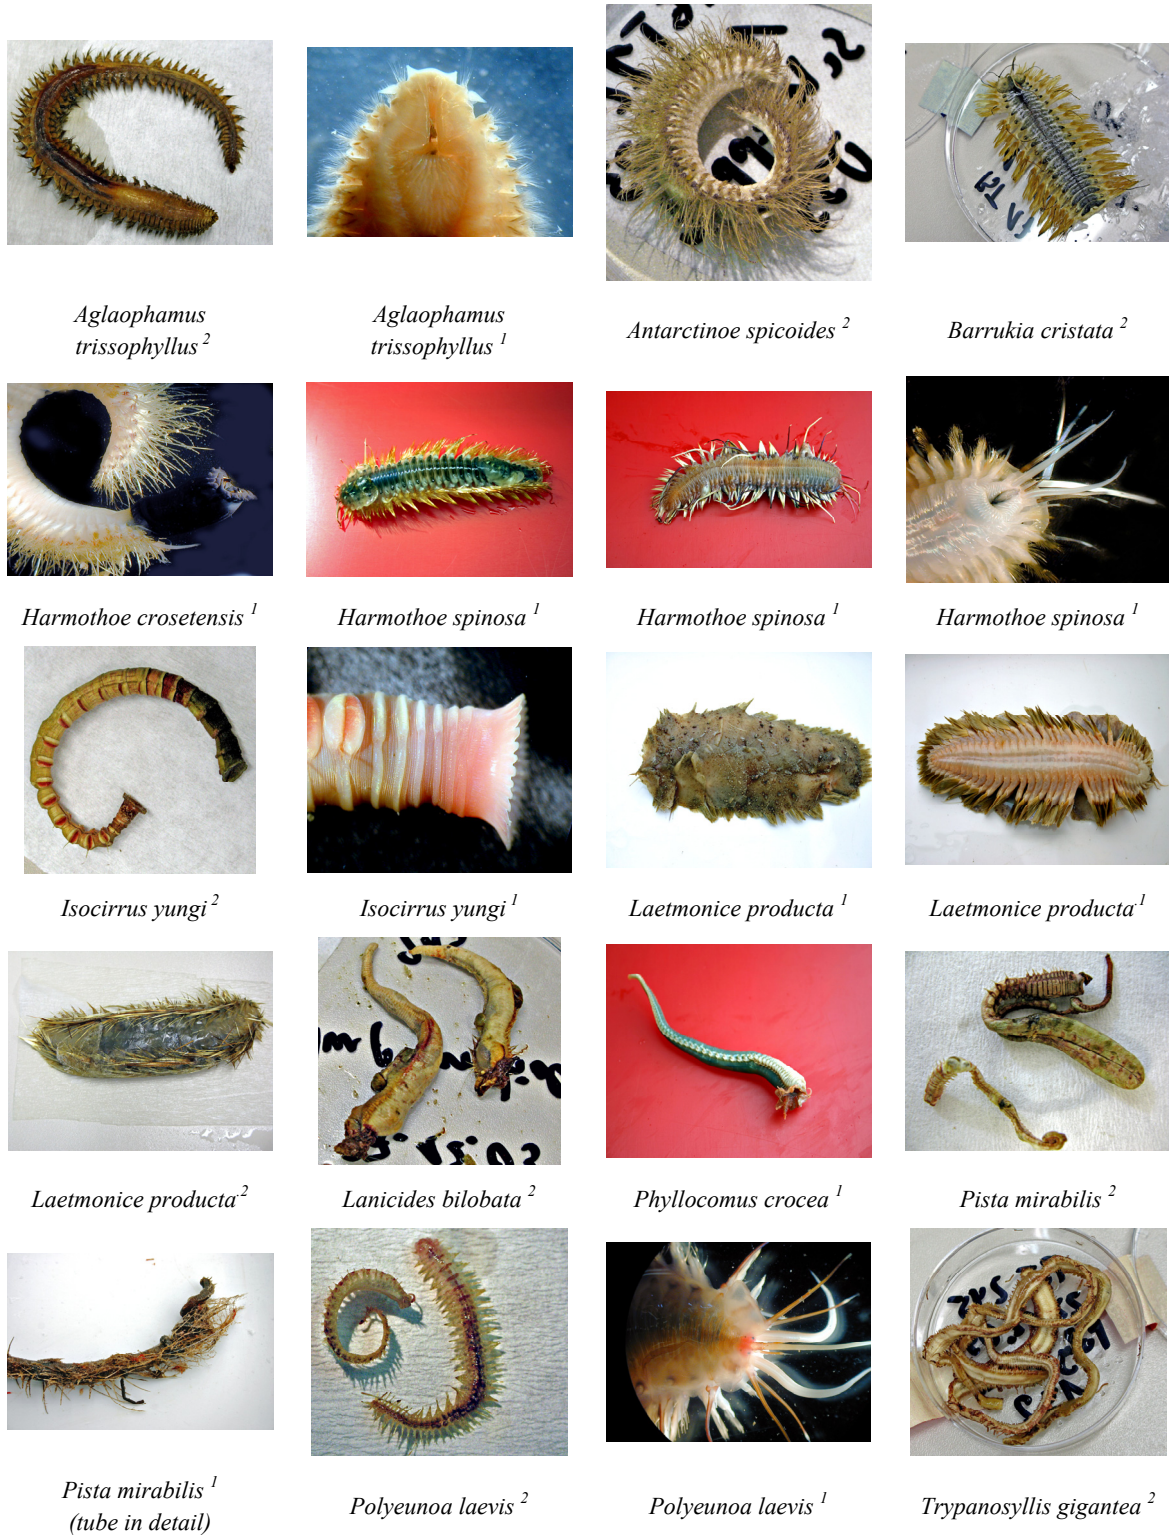 Aglaophamus
trissophyllus 2
Aglaophamus
trissophyllus 1
Antarctinoe spicoides 2
Barrukia cristata 2
Harmothoe crosetensis 1
Harmothoe spinosa 1
Harmothoe spinosa 1
Harmothoe spinosa 1
Isocirrus yungi 2
Isocirrus yungi 1
Laetmonice producta 1
Laetmonice producta.1
Laetmonice producta.2
Lanicides bilobata 2
Phyllocomus crocea 1
Pista mirabilis 2
Pista mirabilis 1
(tube in detail)
Polyeunoa laevis 2
Polyeunoa laevis 1
Trypanosyllis gigantea 2